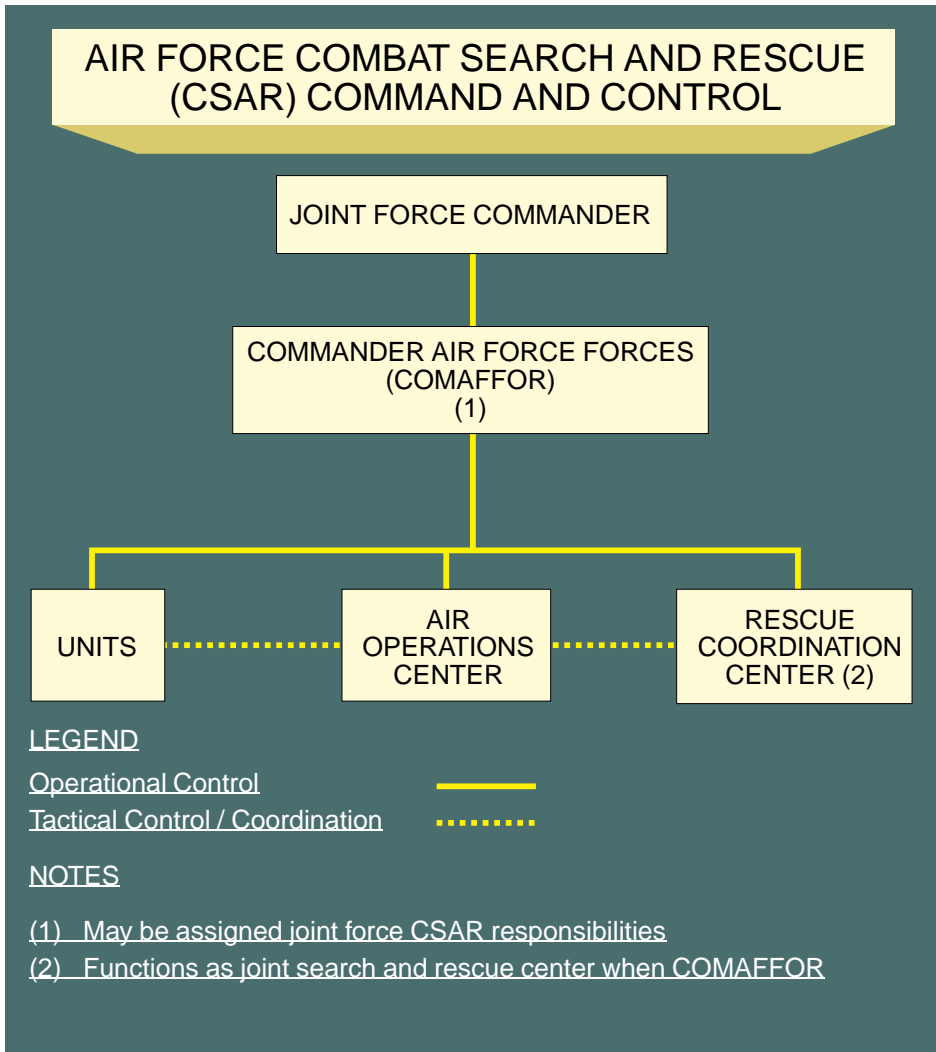 AIR FORCE COMBAT SEARCH AND RESCUE
(CSAR) COMMAND AND CONTROL
JOINT FORCE COMMANDER
COMMANDER AIR FORCE FORCES
(COMAFFOR)
(1)
UNITS
AIR
OPERATIONS
CENTER
RESCUE
COORDINATION
CENTER (2)
LEGEND
Operational Control
Tactical Control / Coordination
NOTES
(1) May be assigned joint force CSAR responsibilities
(2) Functions as joint search and rescue center when COMAFFOR